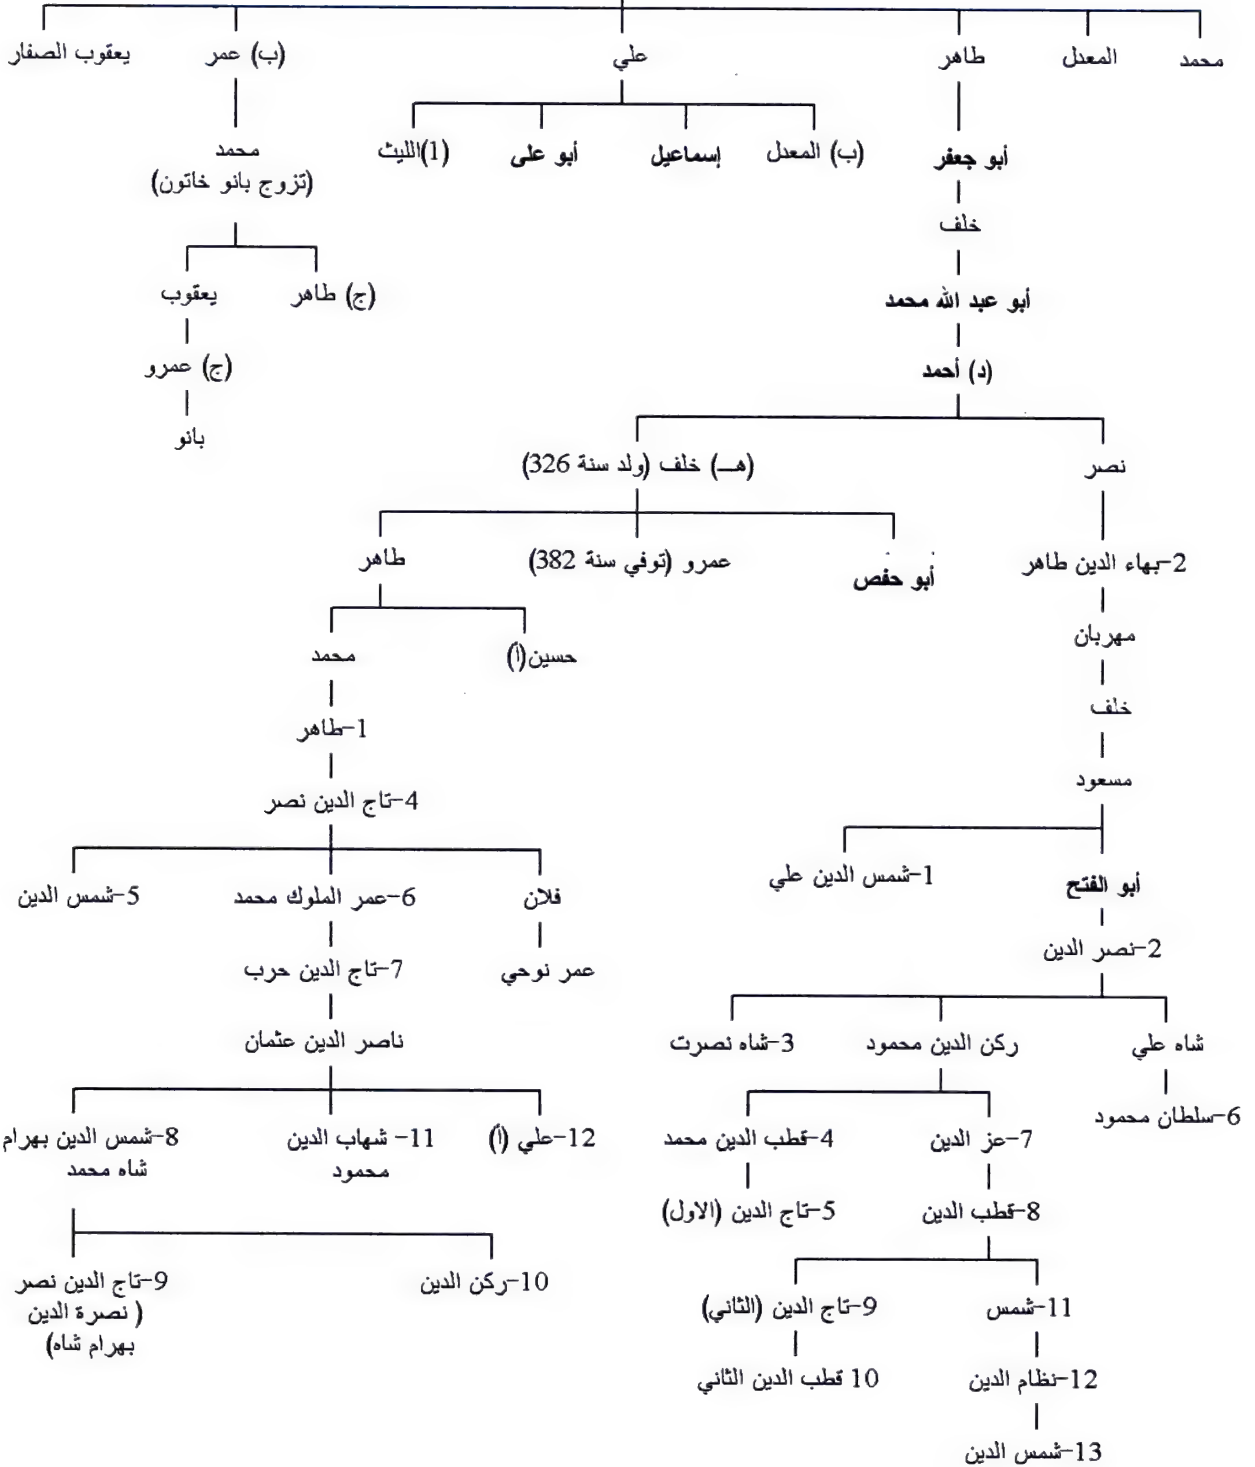 محمد
المعدل
طاهر
علي
(ب) عمر
يعقوب الصفار
أبو جعفر
(ب) المعدل
إسماعيل
أبو على
(1)الليث
محمد
(تزوج بانو خاتون)
خلف
(ج) طاهر
يعقوب
أبو عبد الله محمد
(ج) عمرو
(د) أحمد
بانو
نصر
(هـ) خلف (ولد سنة 326)
2-بهاء الدين طاهر
أبو حفص
عمرو (توفي سنة 382)
طاهر
مهربان
حسين(أ)
محمد
خلف
1-طاهر
مسعود
4-تاج الدين نصر
أبو الفتح
1-شمس الدين علي
فلان
6-عمر الملوك محمد
5-شمس الدين
2-نصر الدين
عمر نوحي
7-تاج الدين حرب
شاه علي
ركن الدين محمود
3-شاه نصرت
ناصر الدين عثمان
6-سلطان محمود
7-عز الدين
4-قطب الدين محمد
12-علي (أ)
11- شهاب الدين
محمود
8-شمس الدين بهرام
شاه محمد
8-قطب الدين
5-تاج الدين (الاول)
10-ركن الدين
9-تاج الدين نصر
( نصرة الدين
بهرام شاه)
11-شمس
9-تاج الدين (الثاني)
12-نظام الدين
10 قطب الدين الثاني
13-شمس الدين